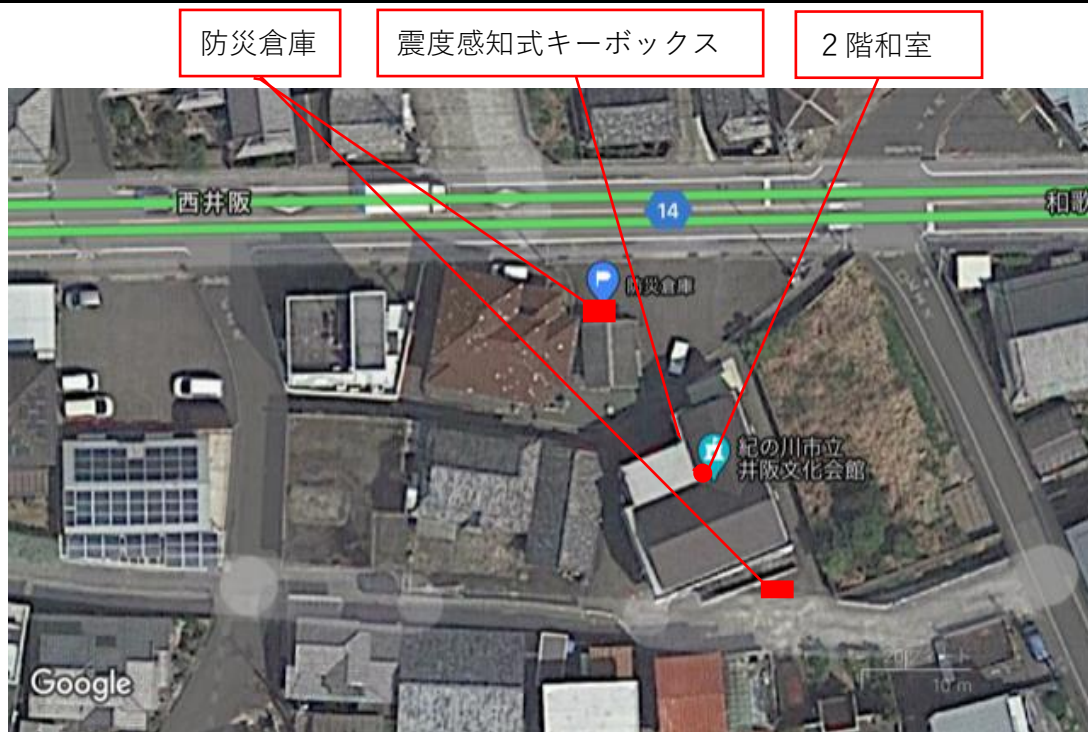 防災倉庫
震度感知式キーボックス
２階和室
西井阪
14
和歌
防災倉庫
紀の川市立
井阪文化会館
Google
10 m